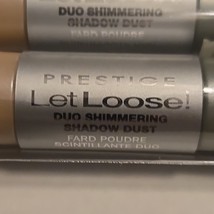 DUO SHIMMERING
SHADOW DUST
FARD POUDRE
PRESTIGE
Let Loose!
DUO SHIMMERING
SHADOW DUST
FARD POUDRE
SCINTILLANTE DUO